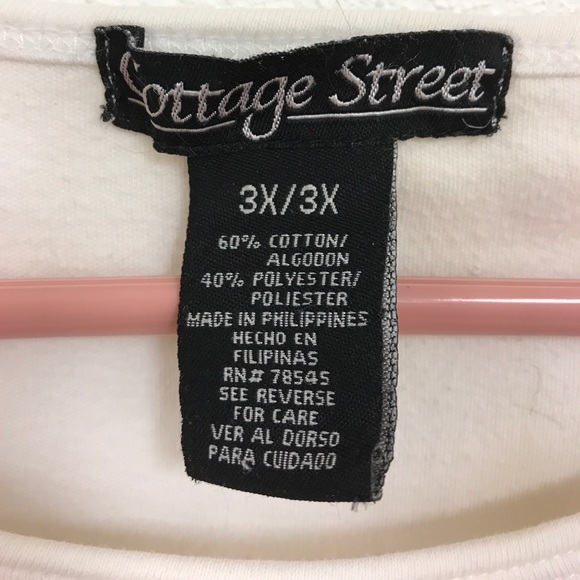 Cottage Street
3X/3X
60% COTTON/
ALGODON
40% POLYESTER/
POLIESTER
MADE IN PHILIPPINES
HECHO EN
FILIPINAS
RN# 78545
SEE REVERSE
FOR CARE
VER AL DORSO
PARA CUIDADO